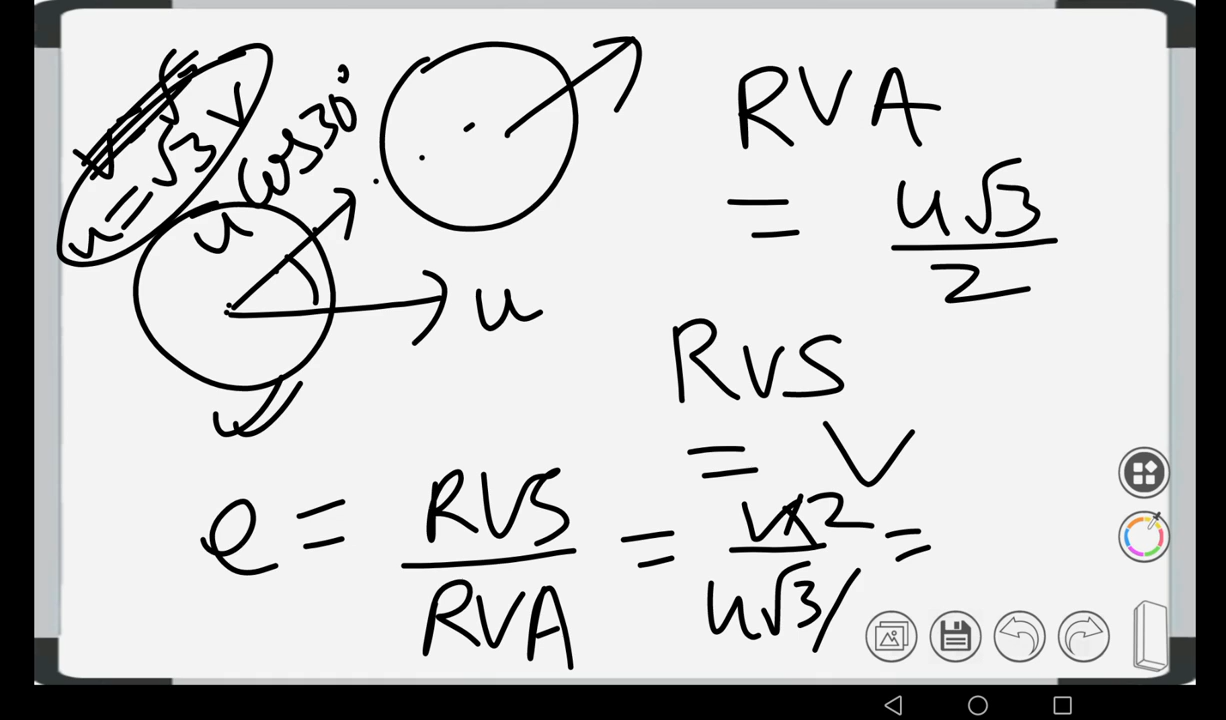 u = √3 V
u cos 30°
u
RVA
= u√3/2
RVS
= V
e = RVS/RVA = v×2/u√3/ =